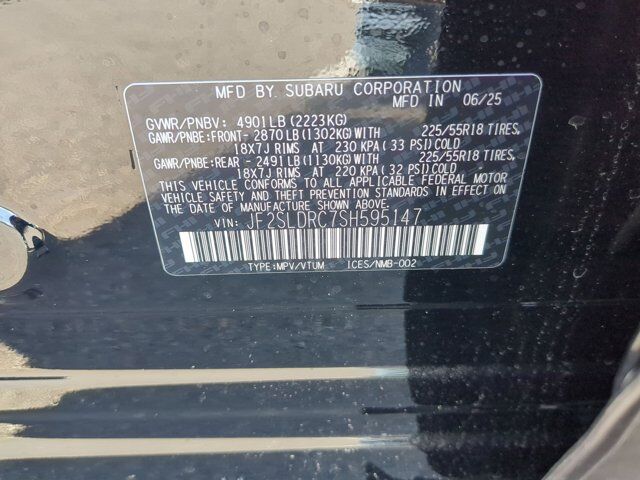 MFD BY SUBARU CORPORATION
MFD IN 06/25
GVWR/PNBV: 4901LB (2223KG)
GAWR/PNBE:FRONT- 2870LB (1302KG) WITH 225/55R18 TIRES,
18X7J RIMS AT 230 KPA ( 33 PSI) COLD
GAWR/PNBE:REAR - 2491LB (1130KG) WITH 225/55R18 TIRES,
18X7J RIMS AT 220 KPA ( 32 PSI) COLD
THIS VEHICLE CONFORMS TO ALL APPLICABLE FEDERAL MOTOR
VEHICLE SAFETY AND THEFT PREVENTION STANDARDS IN EFFECT ON
THE DATE OF MANUFACTURE SHOWN ABOVE.
VIN: JF2SLDRC7SH595147
TYPE:MPV/VTUM ICES/NMB-002